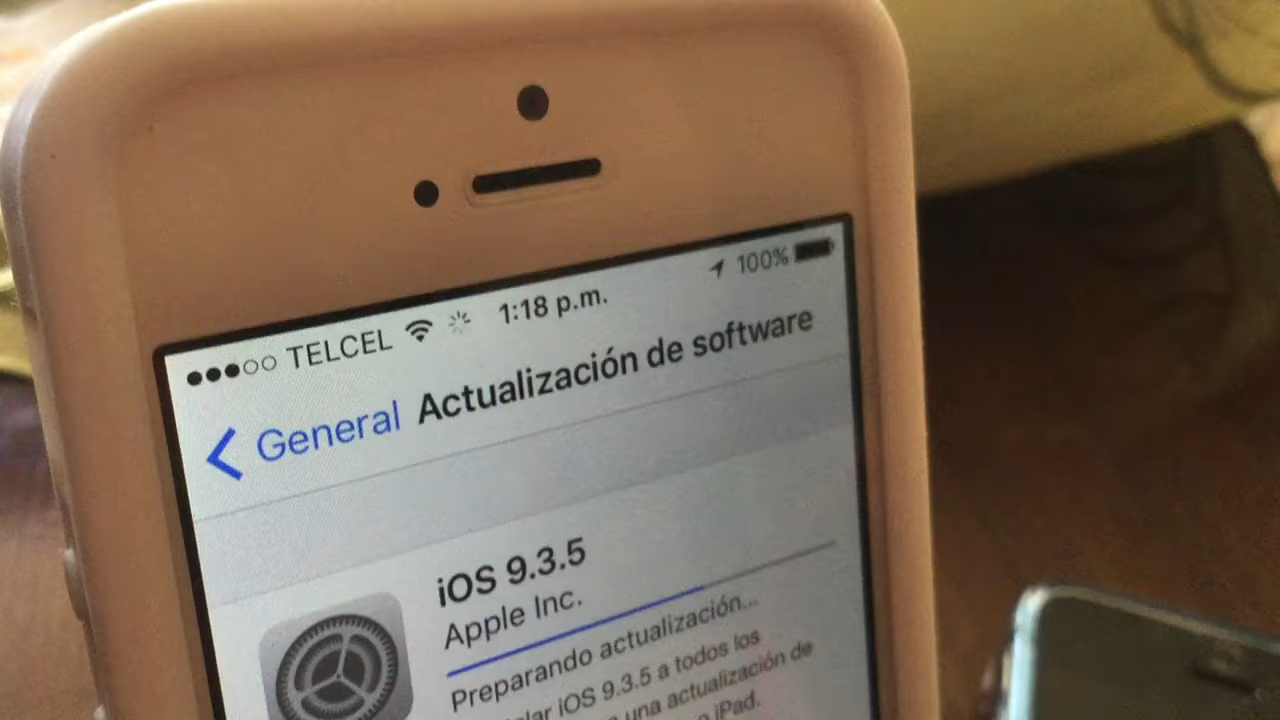 TELCEL 1:18 p.m. 100%
General Actualización de software
iOS 9.3.5
Apple Inc.
Preparando actualización...
iOS 9.3.5 a todos los
una actualización de
iPad.